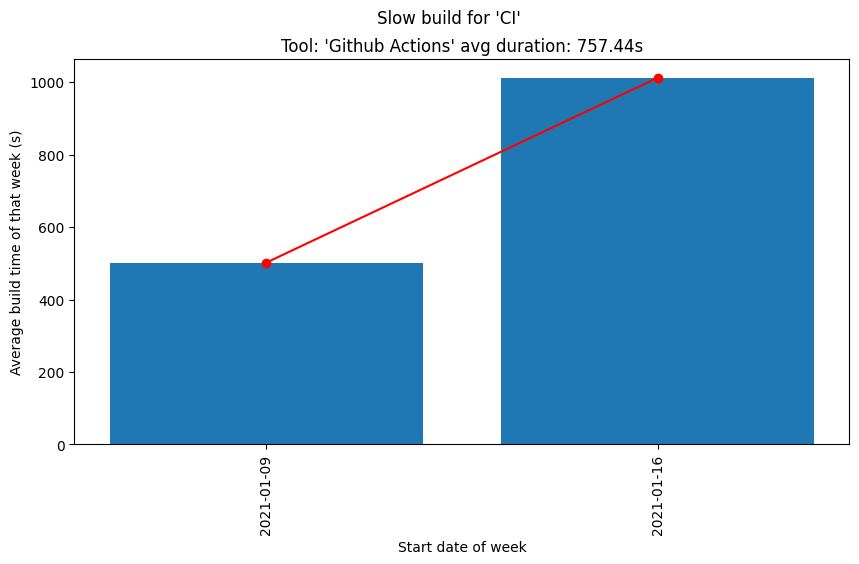 Slow build for 'CI'
Tool: 'Github Actions' avg duration: 757.44s
Average build time of that week (s)
1000
800
600
400
200
0
2021-01-09
2021-01-16
Start date of week